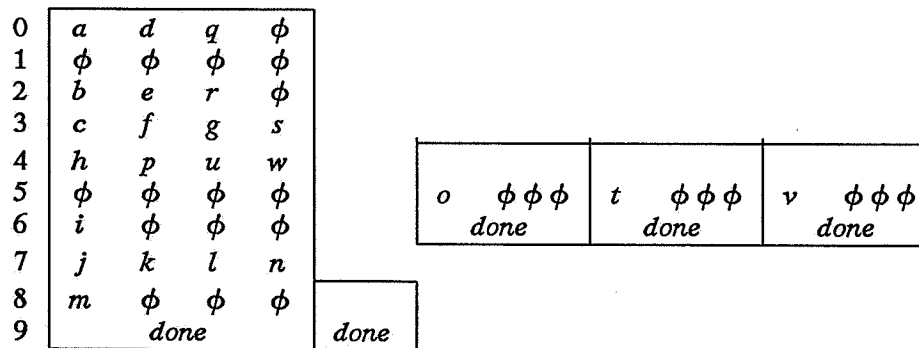 0 a d q ϕ
1 ϕ ϕ ϕ ϕ
2 b e r ϕ
3 c f g s
4 h p u w
5 ϕ ϕ ϕ ϕ
6 i ϕ ϕ ϕ
7 j k l n
8 m ϕ ϕ ϕ
9 done done
o ϕ ϕ ϕ t ϕ ϕ ϕ v ϕ ϕ ϕ
done done done